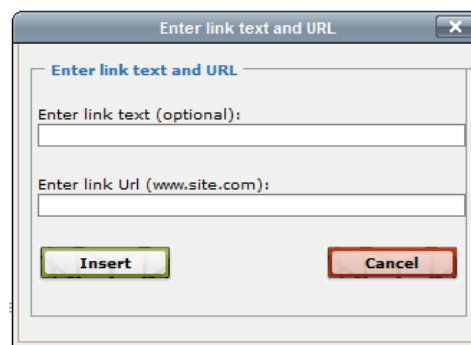 Enter link text and URL
Enter link text and URL
Enter link text (optional):
Enter link Url (www.site.com):
Insert Cancel